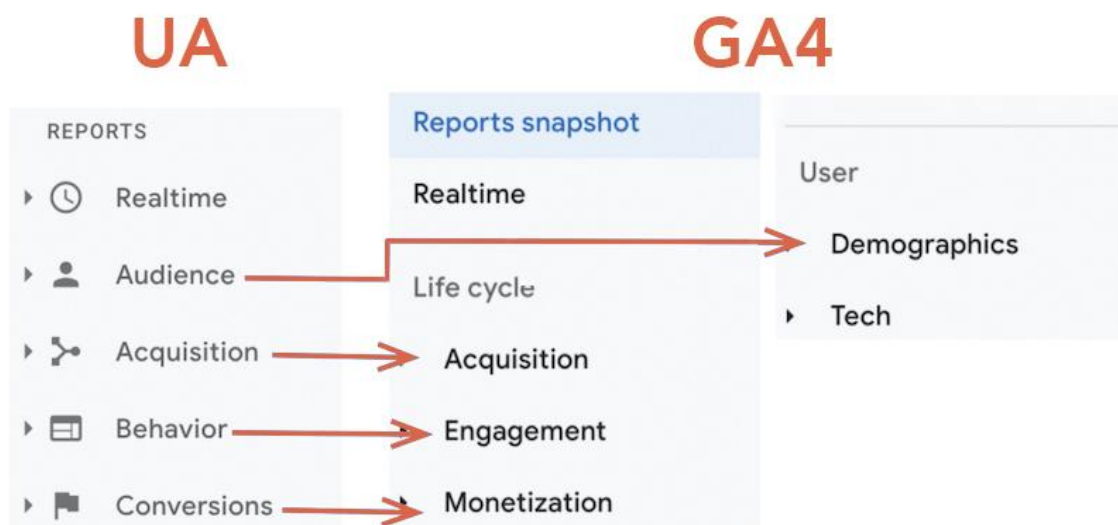 UA
GA4
REPORTS
Realtime
Audience
Acquisition
Behavior
Conversions
Reports snapshot
Realtime
Life cycle
Acquisition
Engagement
Monetization
User
Demographics
Tech